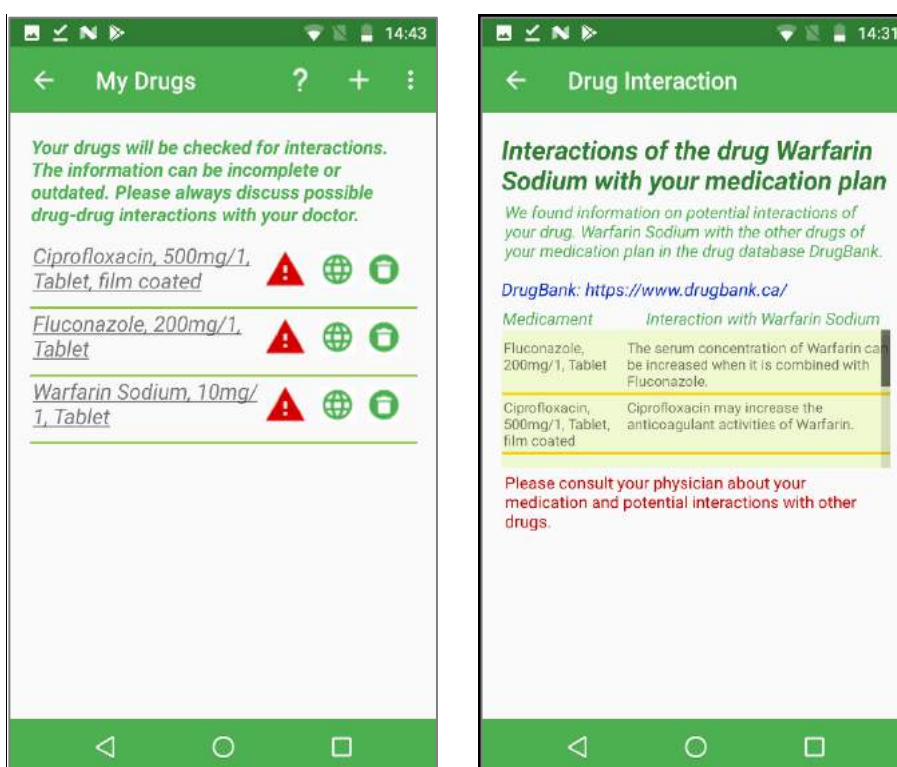 14:43
My Drugs ?
Your drugs will be checked for interactions.
The information can be incomplete or
outdated. Please always discuss possible
drug-drug interactions with your doctor.
Ciprofloxacin, 500mg/1,
Tablet, film coated
Fluconazole, 200mg/1,
Tablet
Warfarin Sodium, 10mg/
1, Tablet
14:31
Drug Interaction
Interactions of the drug Warfarin
Sodium with your medication plan
We found information on potential interactions of
your drug. Warfarin Sodium with the other drugs of
your medication plan in the drug database DrugBank.
DrugBank: https://www.drugbank.ca/
Medicament Interaction with Warfarin Sodium
Fluconazole, The serum concentration of Warfarin can
200mg/1, Tablet be increased when it is combined with
Fluconazole.
Ciprofloxacin, Ciprofloxacin may increase the
500mg/1, Tablet, anticoagulant activities of Warfarin.
film coated
Please consult your physician about your
medication and potential interactions with other
drugs.